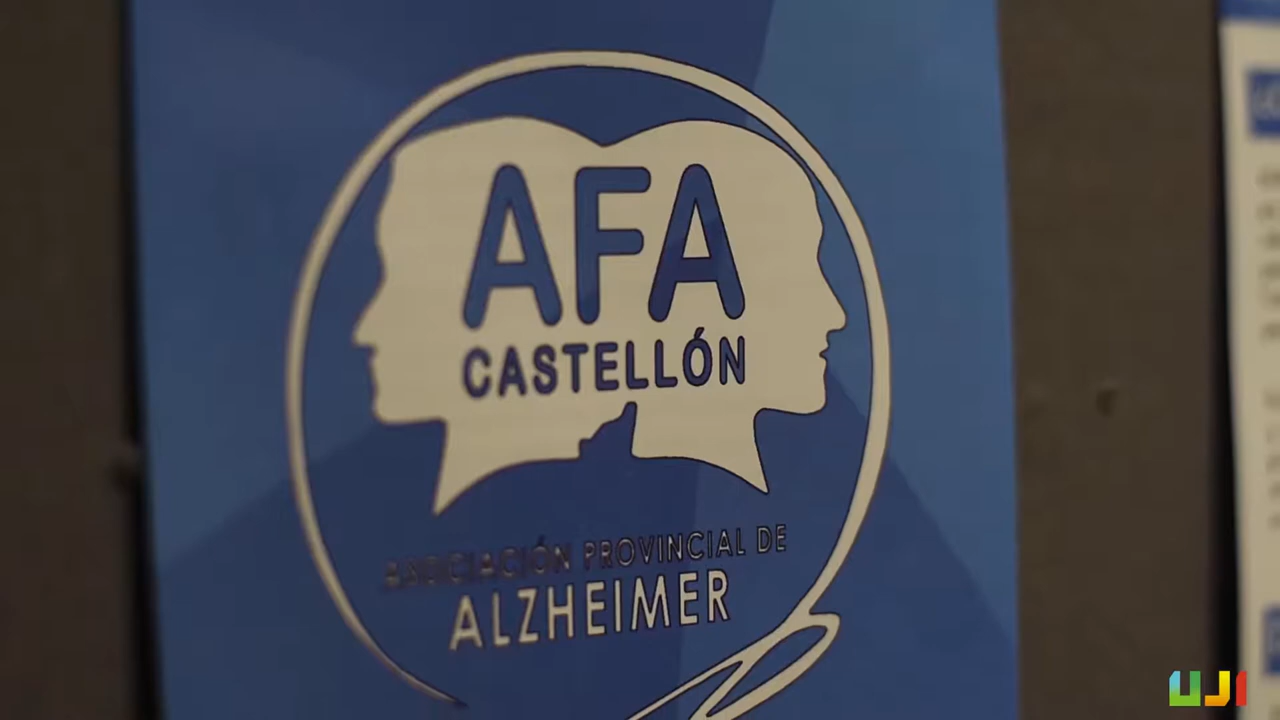 AFA
CASTELLÓN
ASOCIACIÓN PROVINCIAL DE
ALZHEIMER
UJI